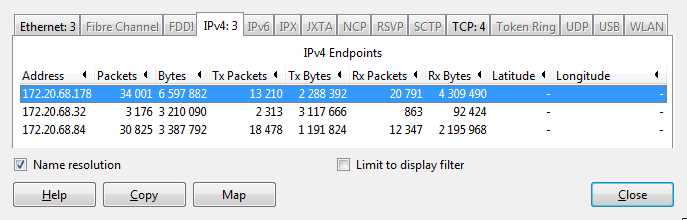 Ethernet: 3 Fibre Channel FDDI IPv4: 3 IPv6 IPX JXTA NCP RSVP SCTP TCP: 4 Token Ring UDP USB WLAN
IPv4 Endpoints
Address Packets Bytes Tx Packets Tx Bytes Rx Packets Rx Bytes Latitude Longitude
172.20.68.178 34 001 6 597 882 13 210 2 288 392 20 791 4 309 490 - -
172.20.68.32 3 176 3 210 090 2 313 3 117 666 863 92 424 - -
172.20.68.84 30 825 3 387 792 18 478 1 191 824 12 347 2 195 968 - -
Name resolution Limit to display filter
Help Copy Map Close